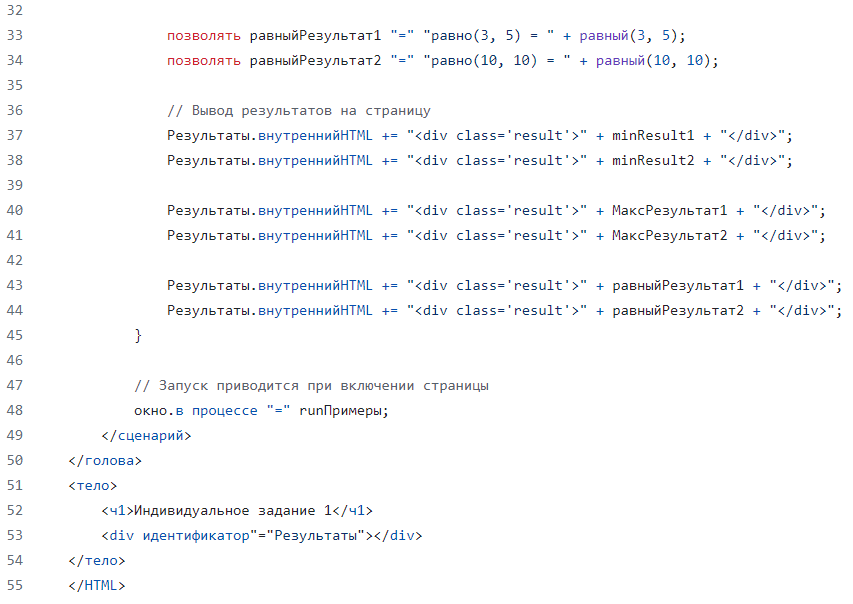 32
33 позволять равныйРезультат1 "=" "равно(3, 5) = " + равный(3, 5);
34 позволять равныйРезультат2 "=" "равно(10, 10) = " + равный(10, 10);
35
36 // Вывод результатов на страницу
37 Результаты.внутреннийHTML += "<div class='result'>" + minResult1 + "</div>";
38 Результаты.внутреннийHTML += "<div class='result'>" + minResult2 + "</div>";
39
40 Результаты.внутреннийHTML += "<div class='result'>" + МаксРезультат1 + "</div>";
41 Результаты.внутреннийHTML += "<div class='result'>" + МаксРезультат2 + "</div>";
42
43 Результаты.внутреннийHTML += "<div class='result'>" + равныйРезультат1 + "</div>";
44 Результаты.внутреннийHTML += "<div class='result'>" + равныйРезультат2 + "</div>";
45 }
46
47 // Запуск приводится при включении страницы
48 окно.в процессе "=" runПримеры;
49 </сценарий>
50 </голова>
51 <тело>
52 <ч1>Индивидуальное задание 1</ч1>
53 <div идентификатор"="Результаты"></div>
54 </тело>
55 </HTML>